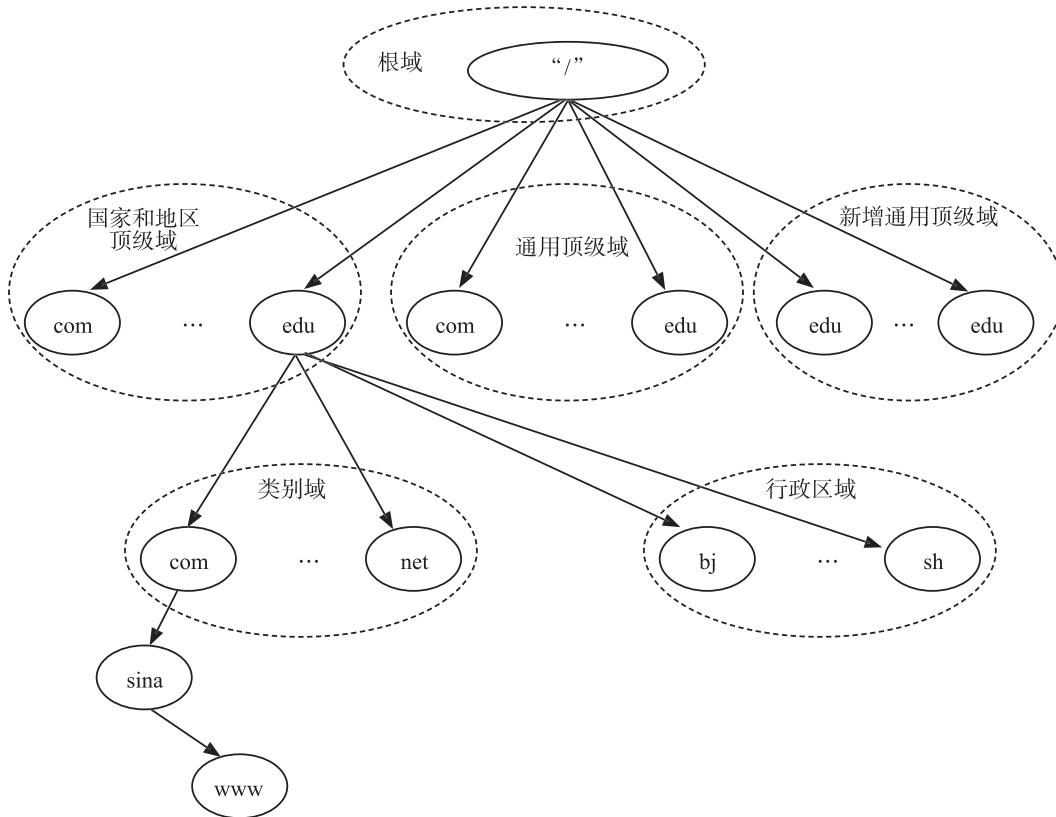 根域
“/”
国家和地区
顶级域
com
...
edu
通用顶级域
com
...
edu
新增通用顶级域
edu
...
edu
类别域
com
...
net
行政区域
bj
...
sh
sina
www